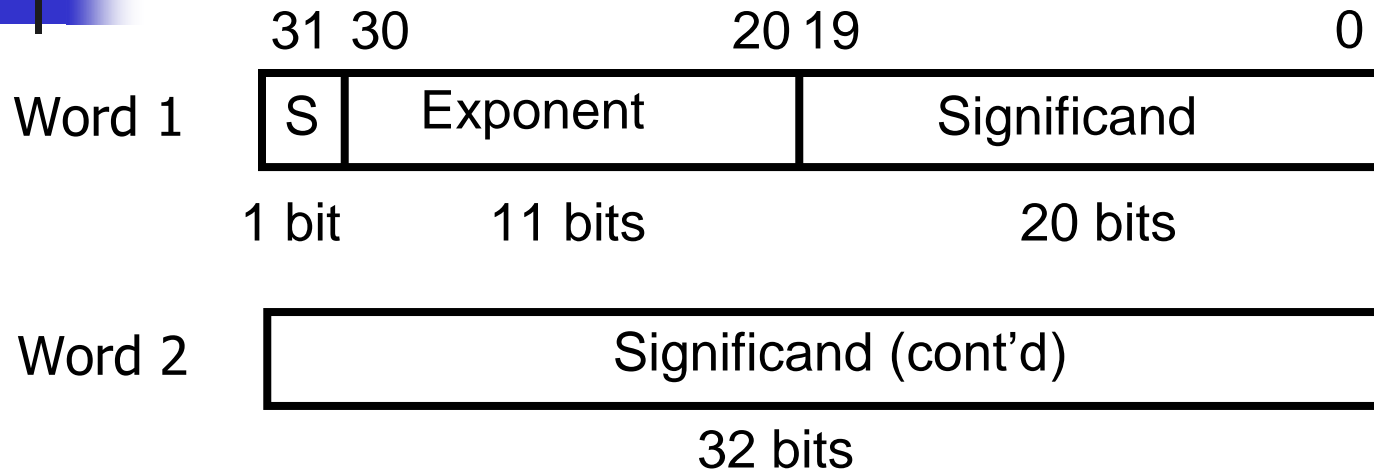 31 30 20 19 0
Word 1 S Exponent Significand
1 bit 11 bits 20 bits
Word 2 Significand (cont’d)
32 bits